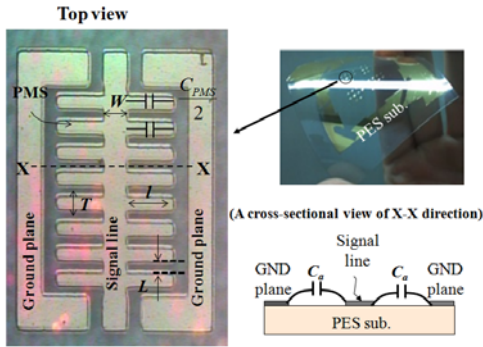 Top view
PMS
W
C_PMS
2
X
X
T
l
L
Ground plane
Signal line
Ground plane
PES sub.
(A cross-sectional view of X-X direction)
Signal
line
GND
plane
C_a
C_a
GND
plane
PES sub.